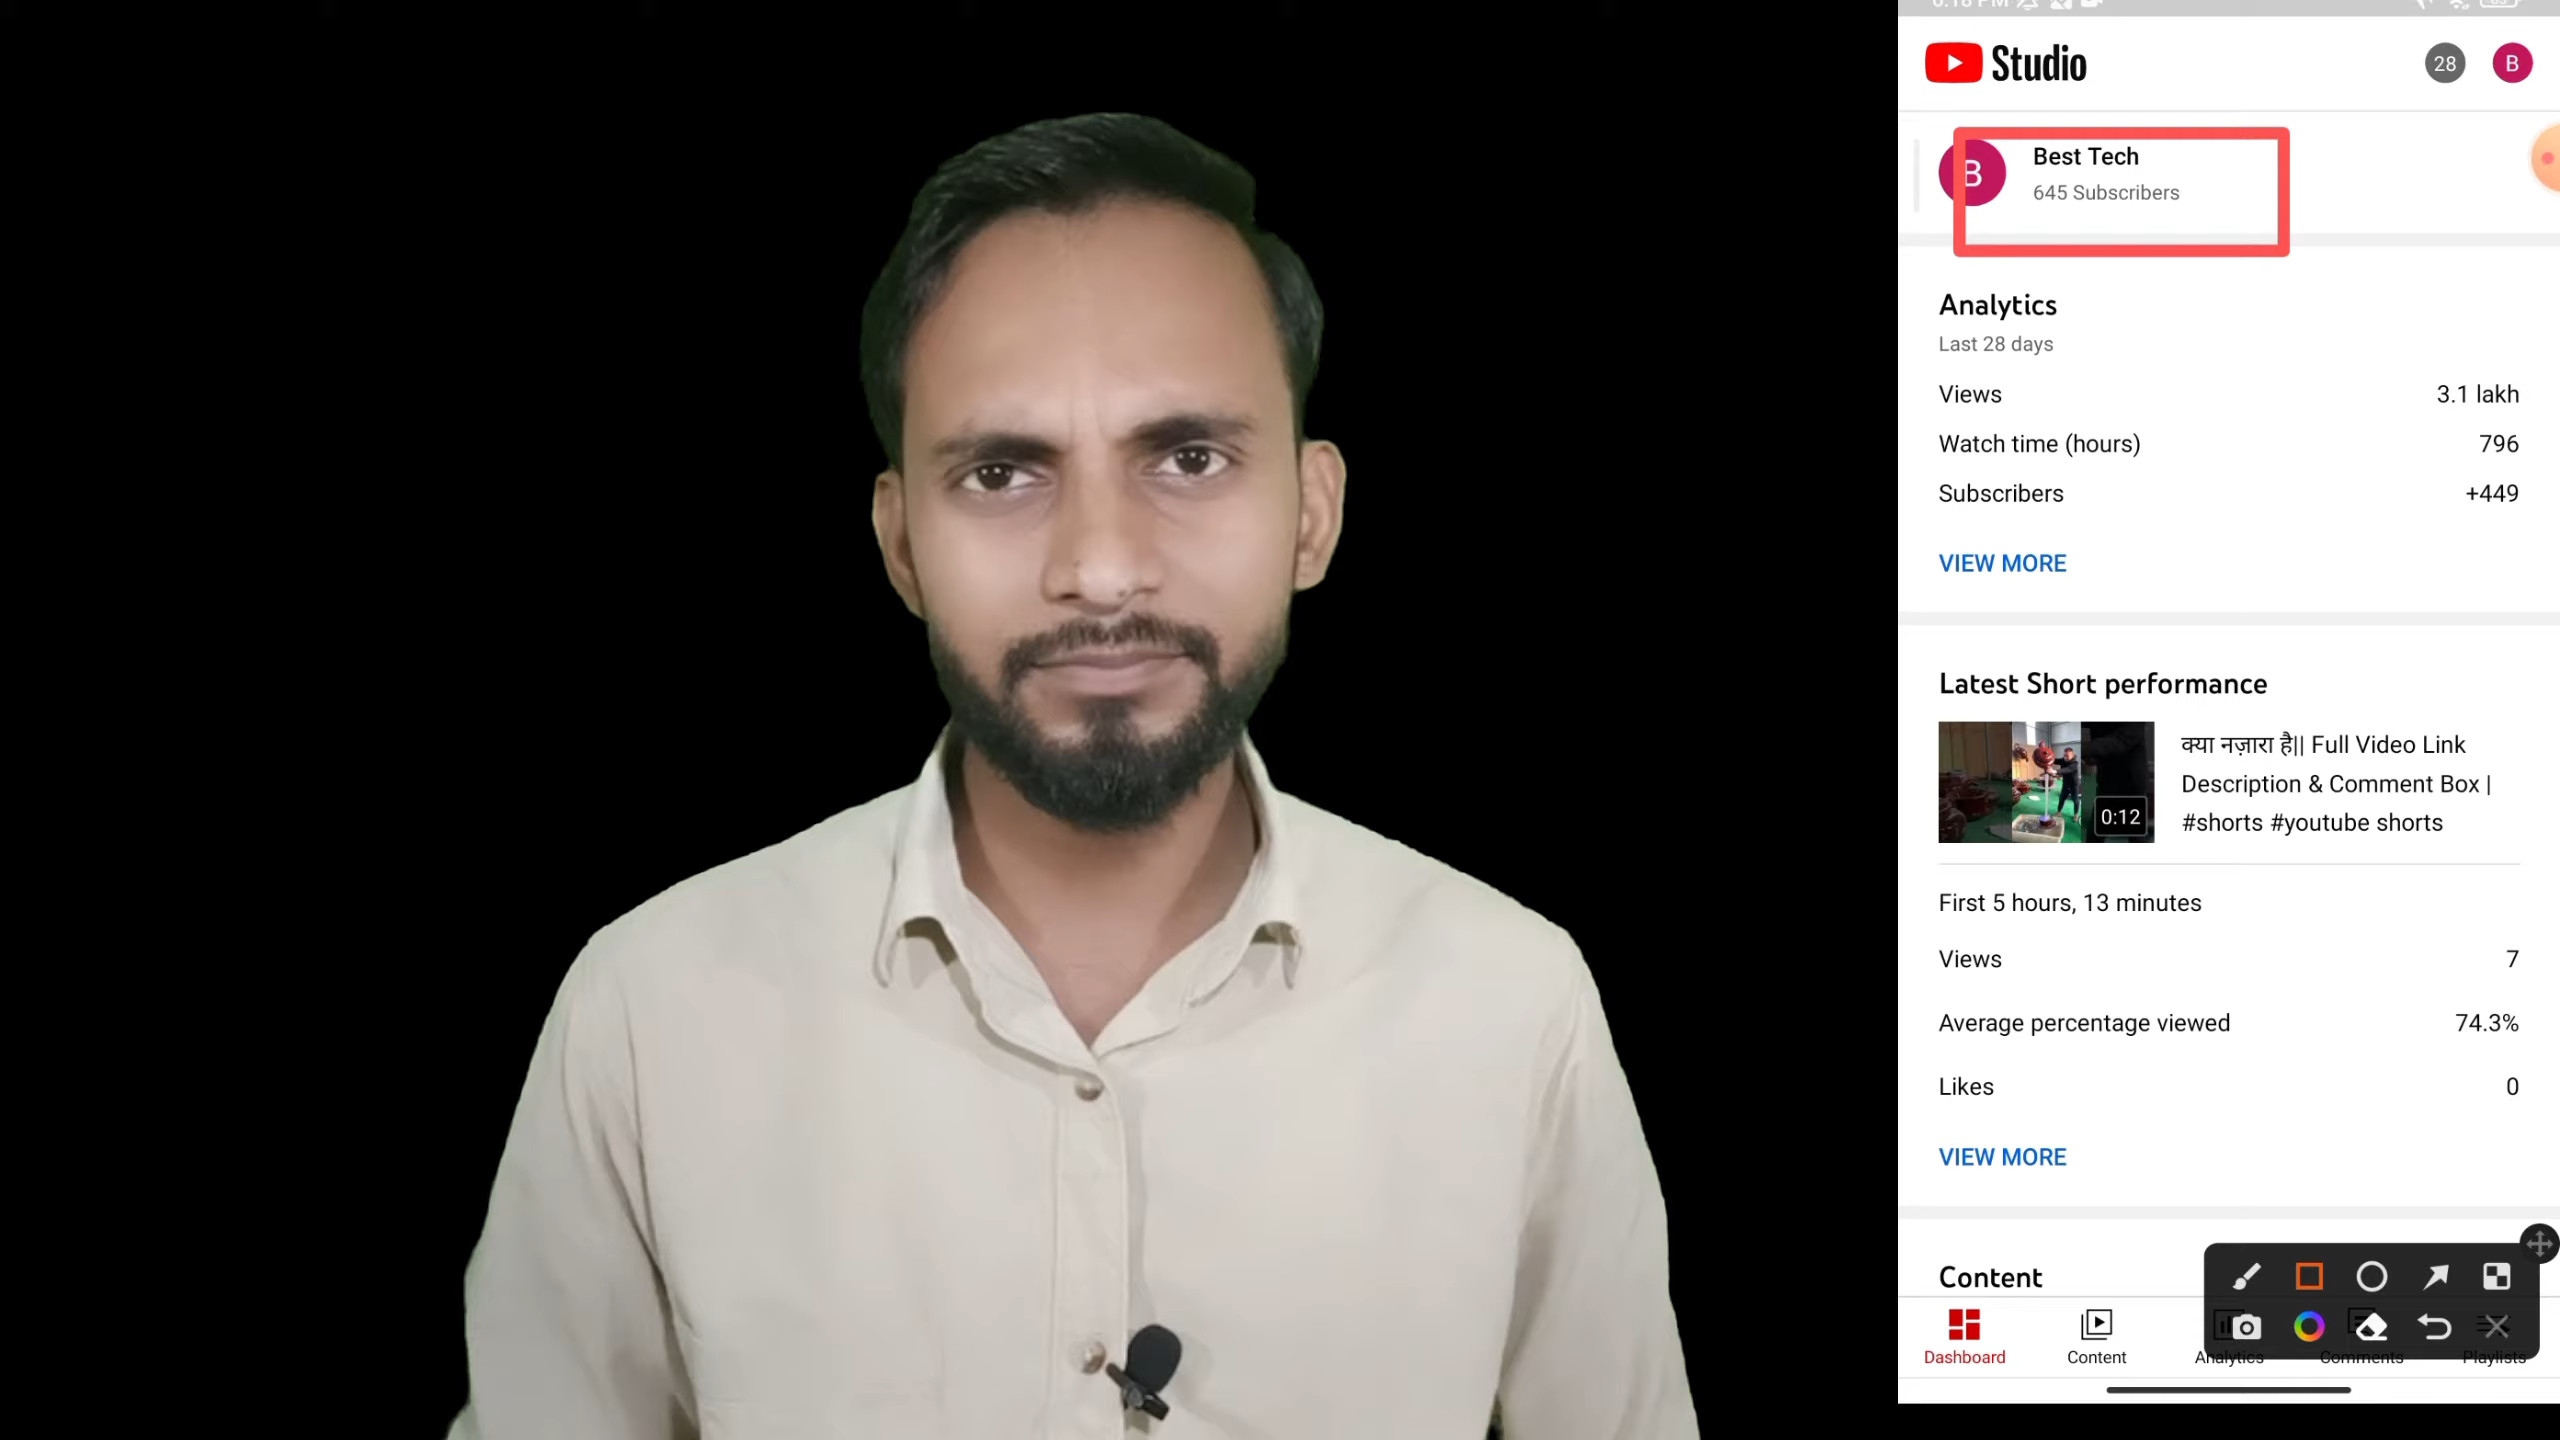 6:18 PM
Studio
28
B
B
Best Tech
645 Subscribers
Analytics
Last 28 days
Views 3.1 lakh
Watch time (hours) 796
Subscribers +449
VIEW MORE
Latest Short performance
क्या नज़ारा है|| Full Video Link
Description & Comment Box |
#shorts #youtube shorts
0:12
First 5 hours, 13 minutes
Views 7
Average percentage viewed 74.3%
Likes 0
VIEW MORE
Content
Dashboard Content Analytics Comments Playlists